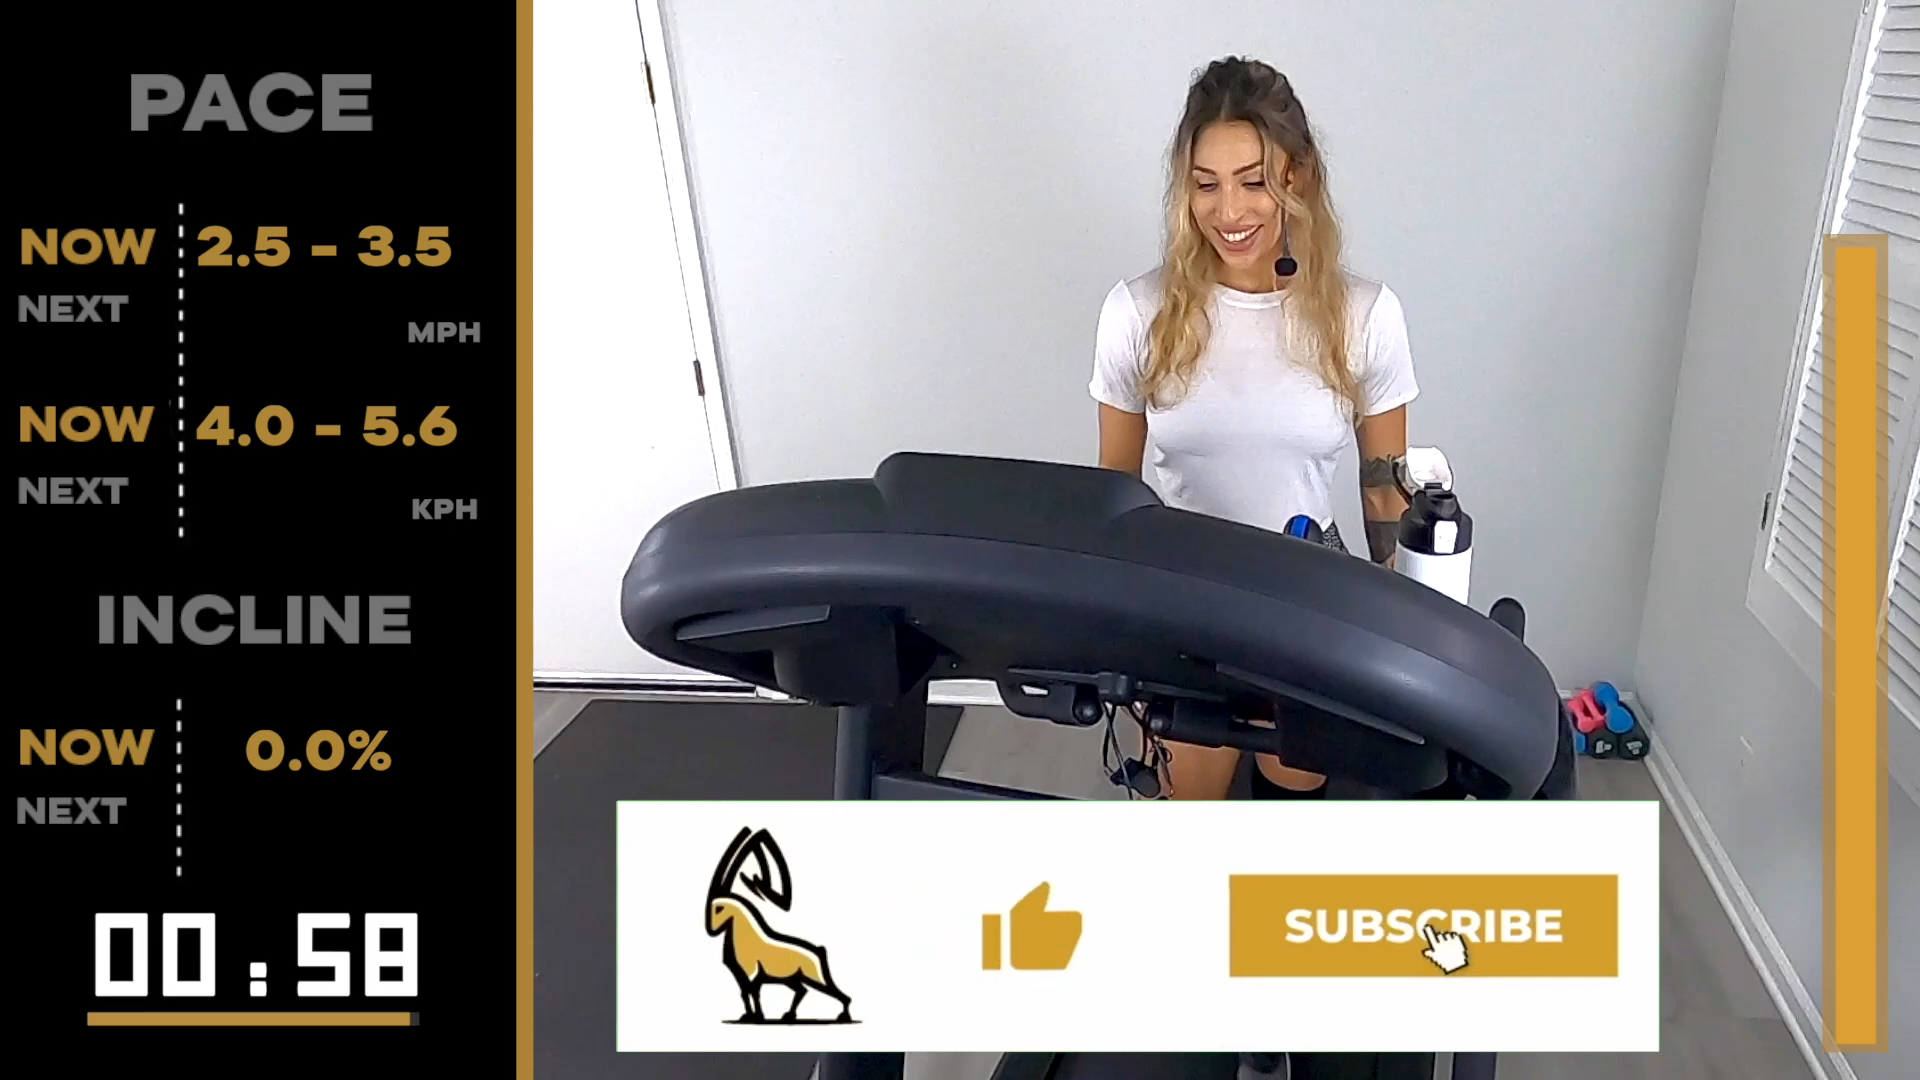 PACE
NOW 2.5 - 3.5
NEXT
MPH
NOW 4.0 - 5.6
NEXT
KPH
INCLINE
NOW 0.0%
NEXT
00:58
SUBSCRIBE